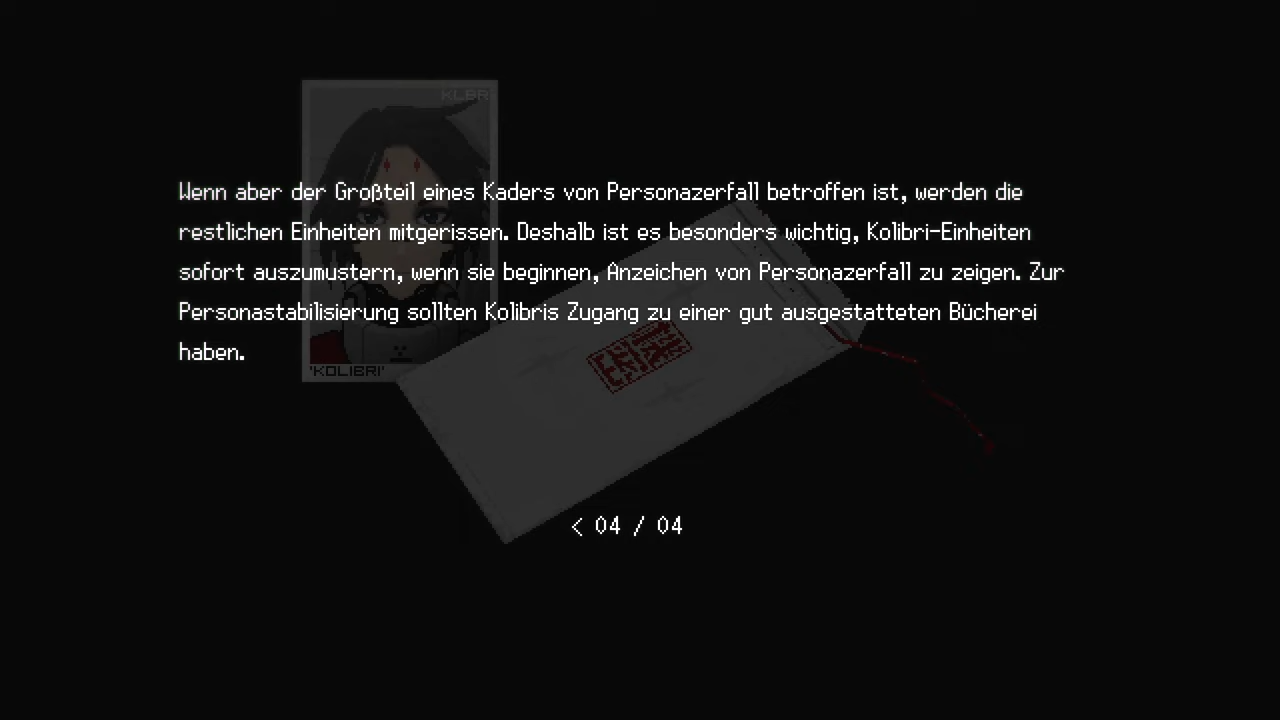 KLBR
Wenn aber der Großteil eines Kaders von Personazerfall betroffen ist, werden die
restlichen Einheiten mitgerissen. Deshalb ist es besonders wichtig, Kolibri-Einheiten
sofort auszumustern, wenn sie beginnen, Anzeichen von Personazerfall zu zeigen. Zur
Personastabilisierung sollten Kolibris Zugang zu einer gut ausgestatteten Bücherei
haben.
'KOLIBRI'
< 04 / 04